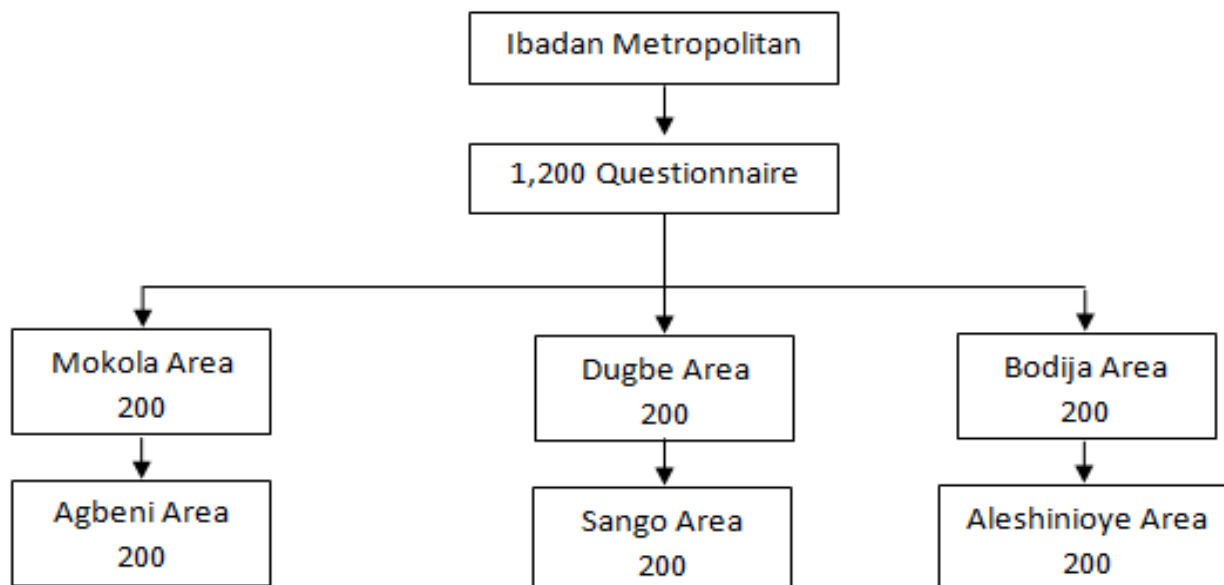 Ibadan Metropolitan
1,200 Questionnaire
Mokola Area
200
Dugbe Area
200
Bodija Area
200
Agbeni Area
200
Sango Area
200
Aleshinioye Area
200